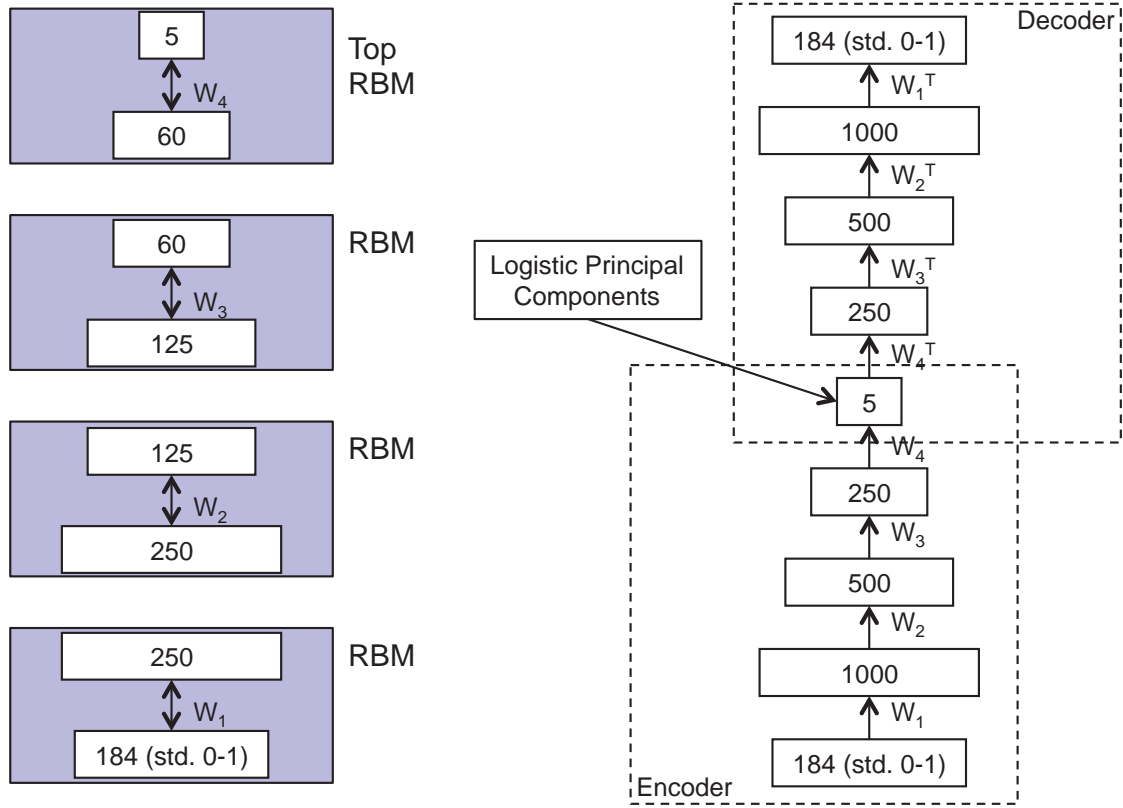 5
W4
60
Top
RBM
60
W3
125
RBM
125
W2
250
RBM
250
W1
184 (std. 0-1)
RBM
Logistic Principal
Components
Decoder
184 (std. 0-1)
W1T
1000
W2T
500
W3T
250
W4T
5
W4
250
W3
500
W2
1000
W1
184 (std. 0-1)
Encoder